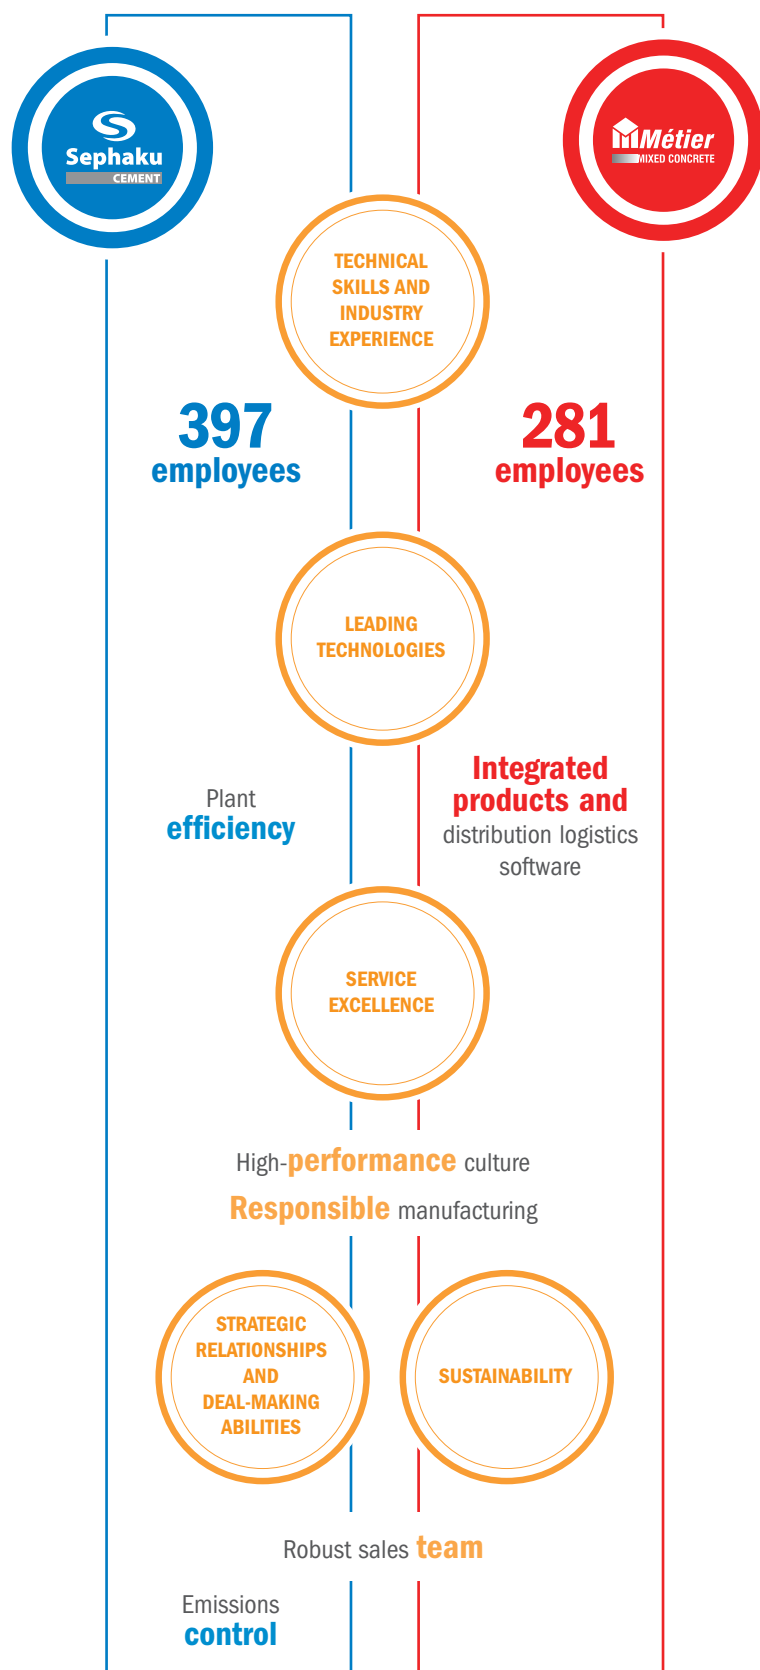 Sephaku
CEMENT
Métier
MIXED CONCRETE
TECHNICAL
SKILLS AND
INDUSTRY
EXPERIENCE
397
employees
281
employees
LEADING
TECHNOLOGIES
Plant
efficiency
Integrated
products and
distribution logistics
software
SERVICE
EXCELLENCE
High-performance culture
Responsible manufacturing
STRATEGIC
RELATIONSHIPS
AND
DEAL-MAKING
ABILITIES
SUSTAINABILITY
Robust sales team
Emissions
control